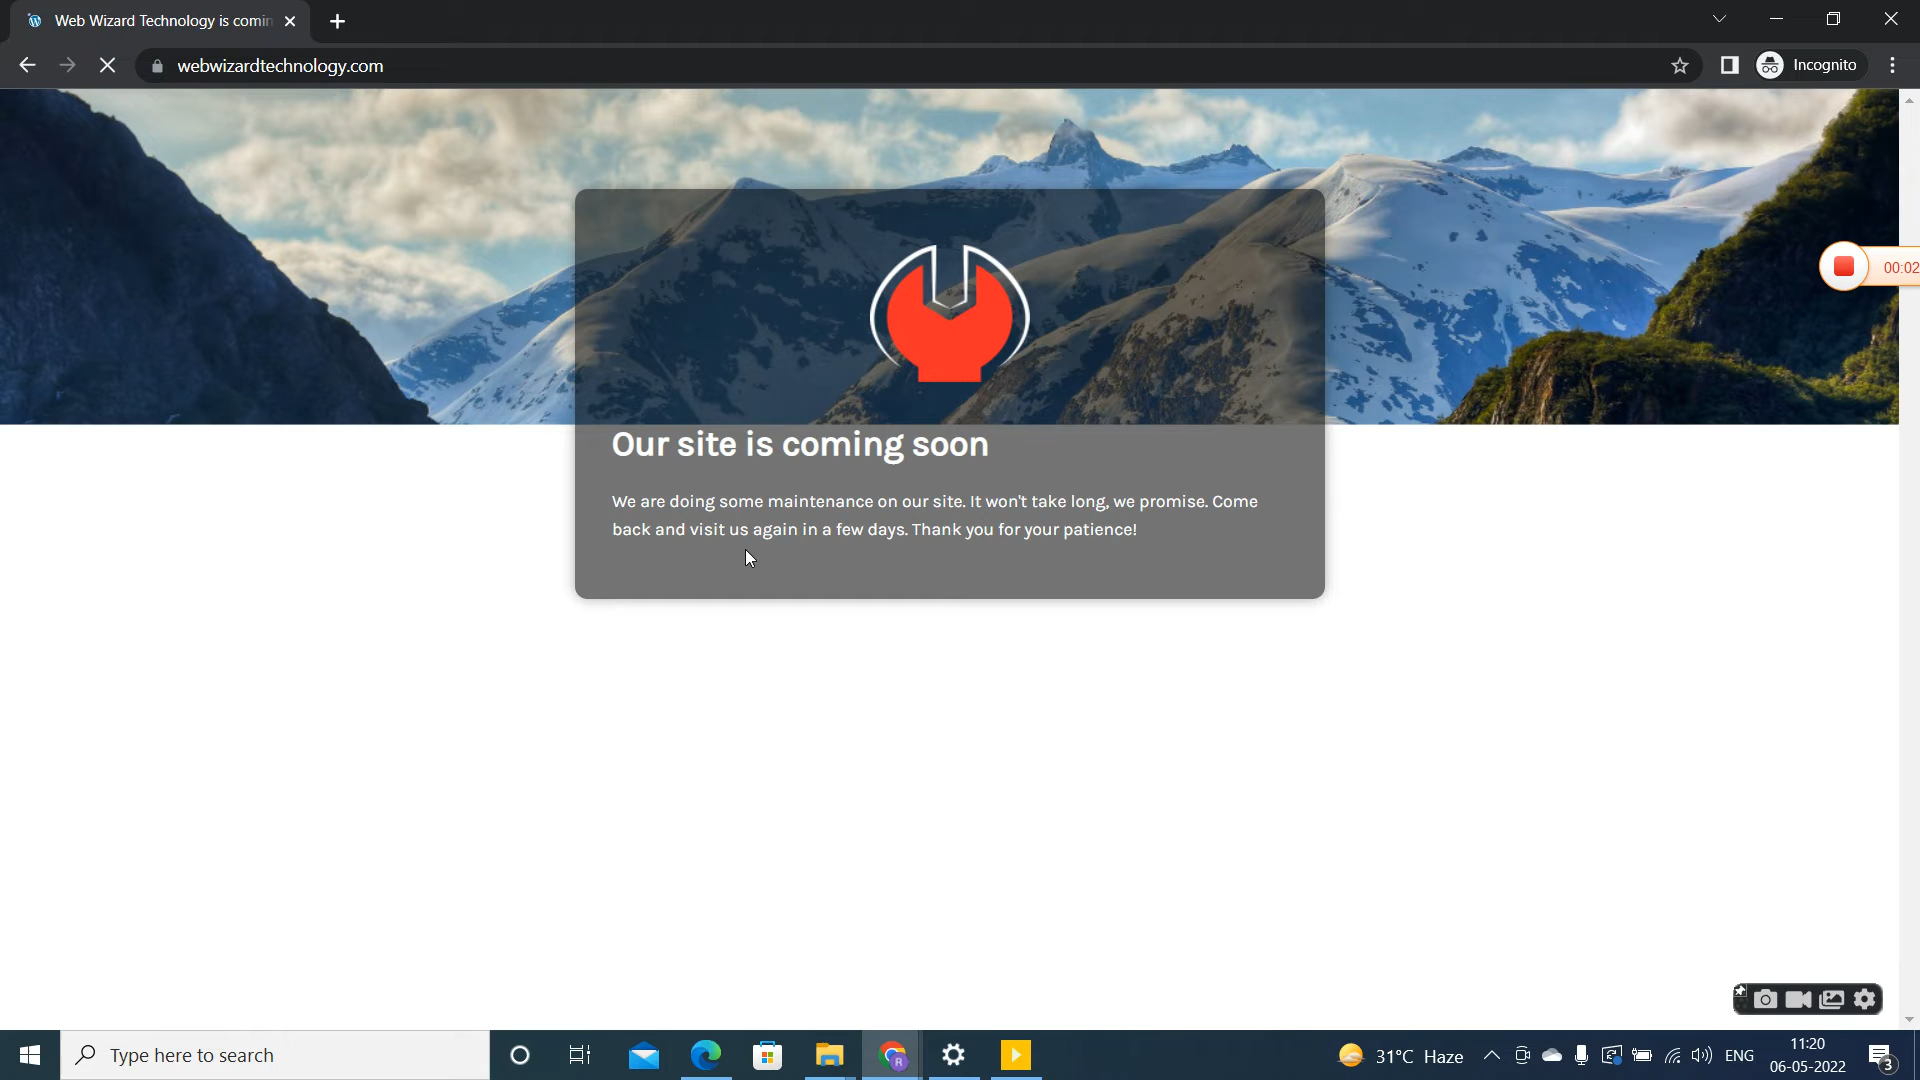 Web Wizard Technology is comin
webwizardtechnology.com
Incognito
00:02
Our site is coming soon
We are doing some maintenance on our site. It won't take long, we promise. Come
back and visit us again in a few days. Thank you for your patience!
Type here to search
R
31°C Haze
ENG
11:20
06-05-2022
3